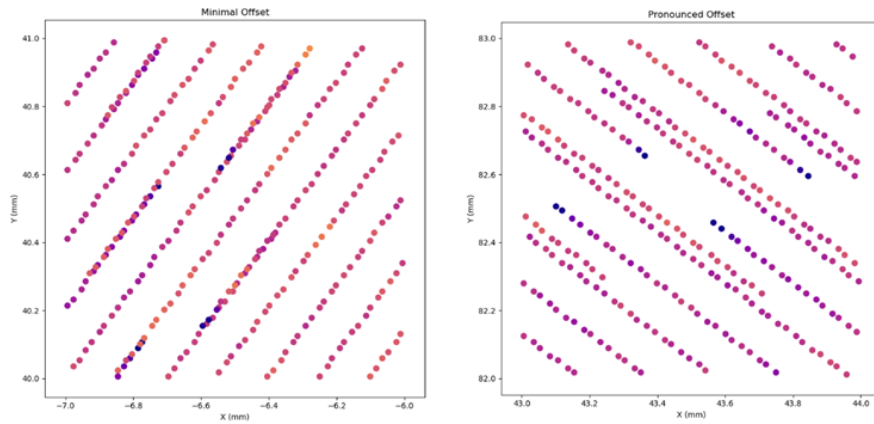 Minimal Offset
41.0
40.8
40.6
40.4
40.2
40.0
Y (mm)
−7.0 −6.8 −6.6 −6.4 −6.2 −6.0
X (mm)
Pronounced Offset
83.0
82.8
82.6
82.4
82.2
82.0
Y (mm)
43.0 43.2 43.4 43.6 43.8 44.0
X (mm)